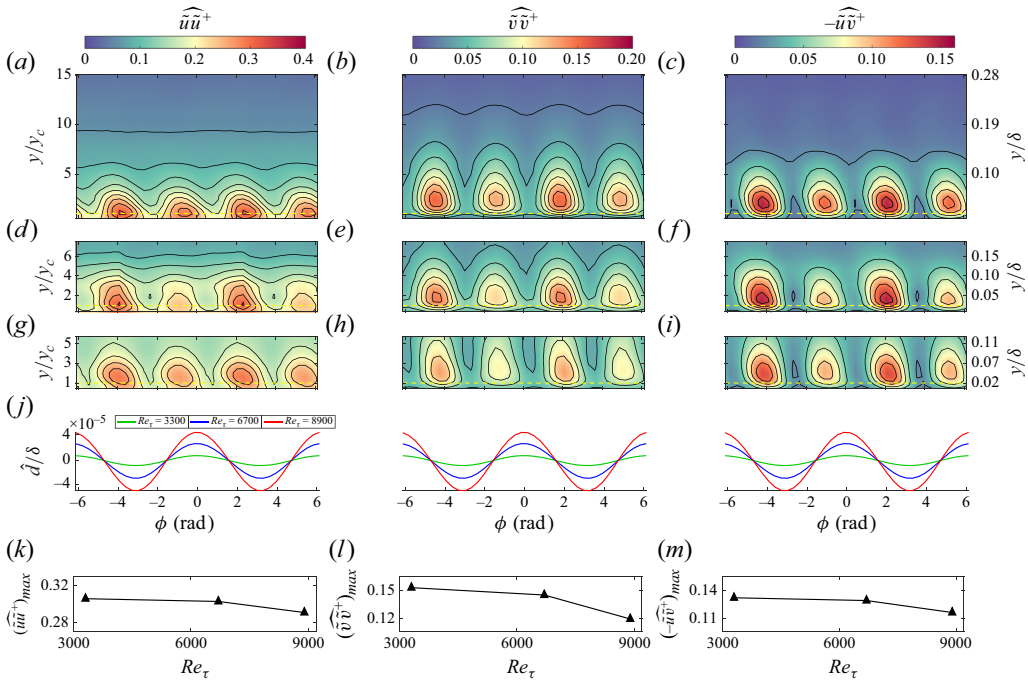 ũũ⁺ ṽṽ⁺ −ũṽ⁺
0 0.1 0.2 0.3 0.4 0 0.05 0.10 0.15 0.20 0 0.05 0.10 0.15
(a) (b) (c)
15 10 5 y/y_c
0.28 0.19 0.10 y/δ
(d) (e) (f)
6 4 2 y/y_c
0.15 0.10 0.05 y/δ
(g) (h) (i)
5 3 1 y/y_c
0.11 0.07 0.02 y/δ
(j) ×10⁻⁵ Re_τ = 3300 Re_τ = 6700 Re_τ = 8900
4 0 −4 d̂/δ
−6 −4 −2 0 2 4 6 −6 −4 −2 0 2 4 6 −6 −4 −2 0 2 4 6
ϕ (rad) ϕ (rad) ϕ (rad)
(k) (l) (m)
(ũũ⁺)max 0.32 0.28 (ṽṽ⁺)max 0.15 0.12 (−ũṽ⁺)max 0.14 0.11
3000 6000 9000 3000 6000 9000 3000 6000 9000
Re_τ Re_τ Re_τ